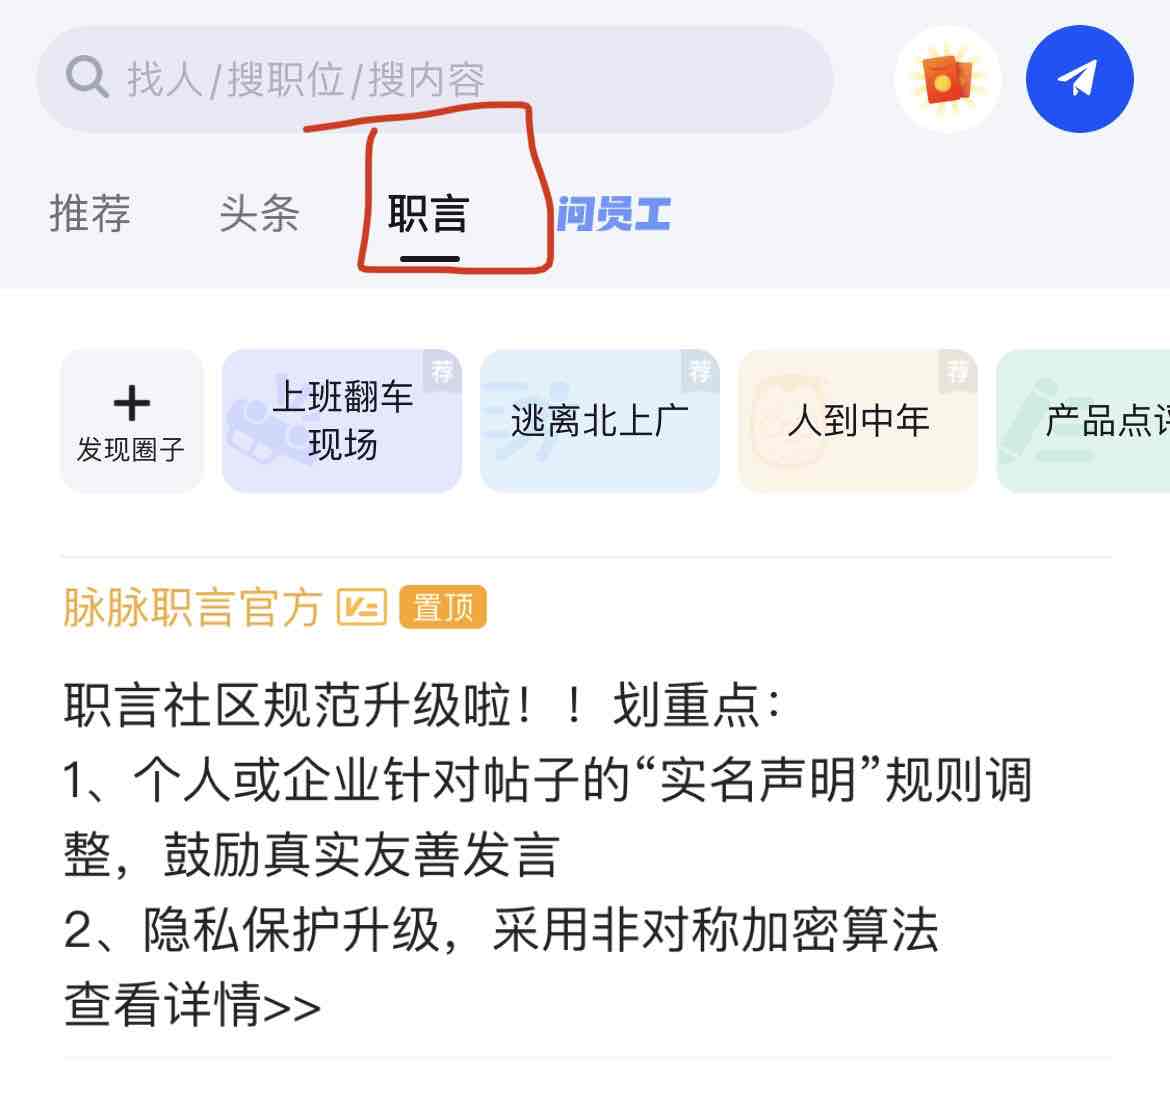 找人/搜职位/搜内容
推荐 头条 职言 问员工
荐 荐 荐
上班翻车
现场
逃离北上广
人到中年
产品点评
发现圈子
脉脉职言官方 V 置顶
职言社区规范升级啦！！划重点：
1、个人或企业针对帖子的“实名声明”规则调
整，鼓励真实友善发言
2、隐私保护升级，采用非对称加密算法
查看详情>>